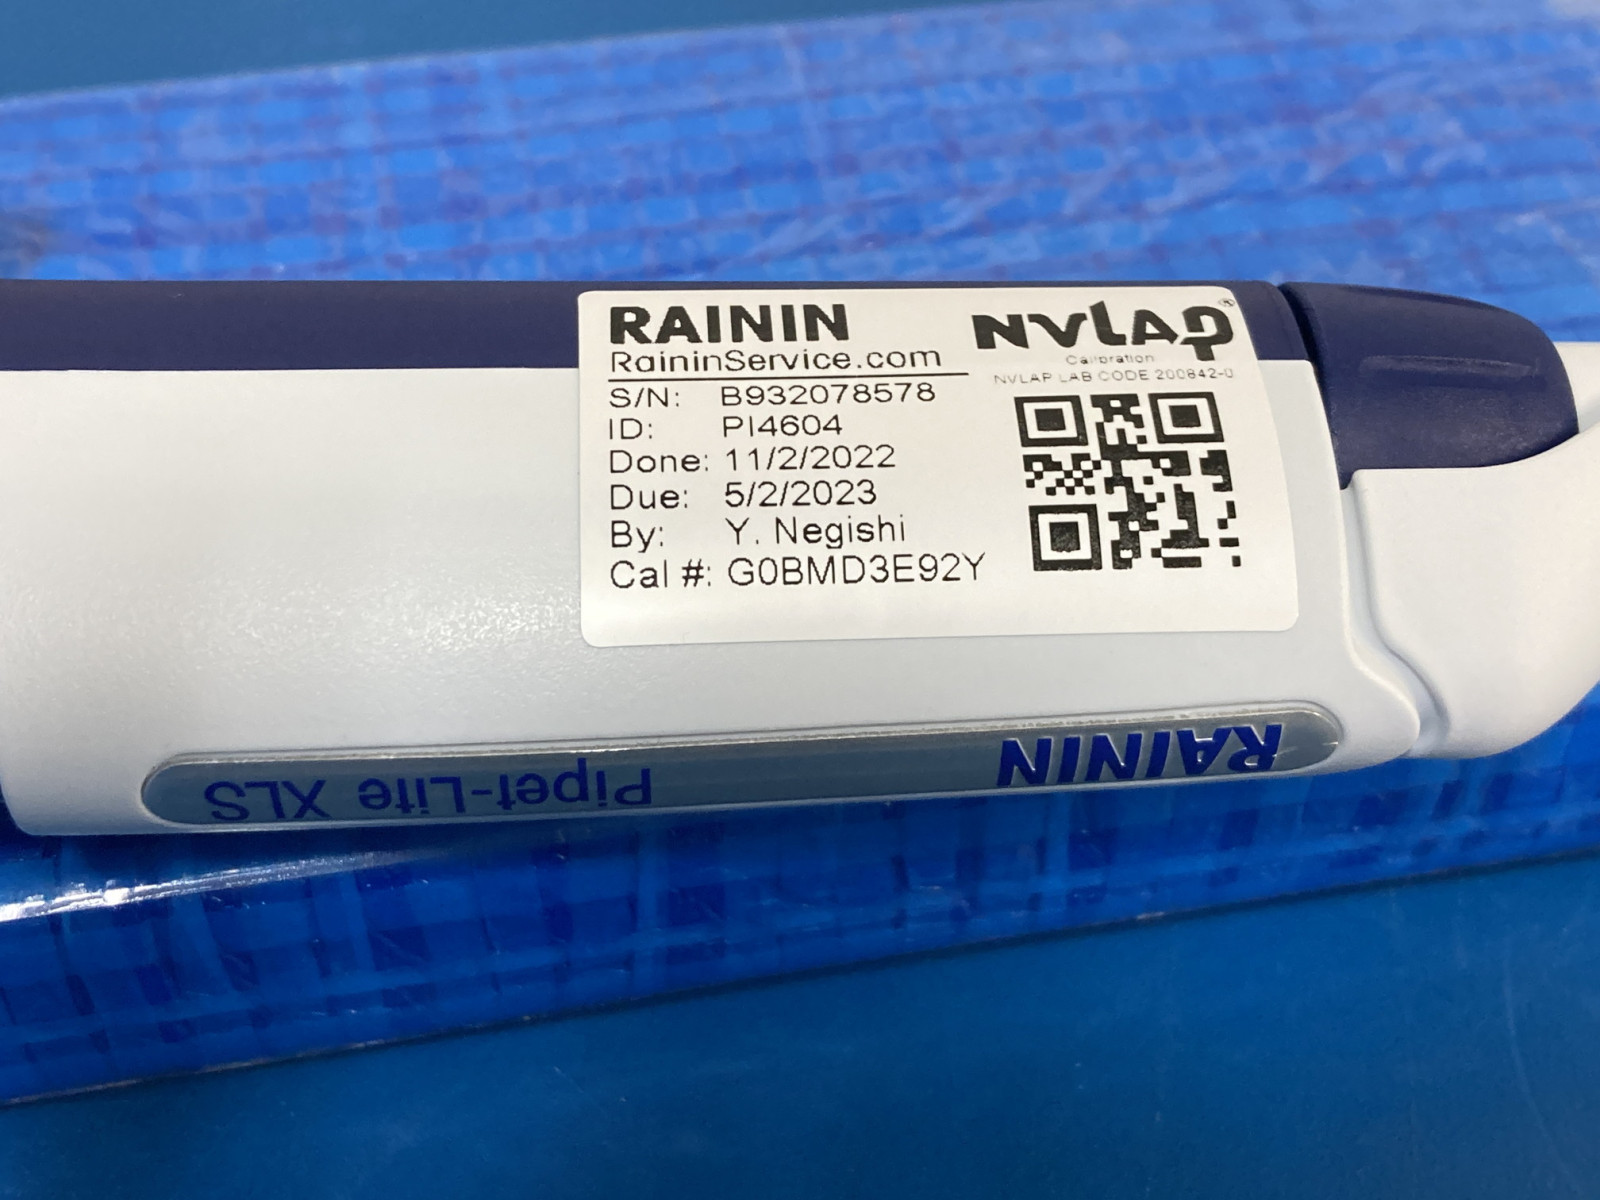 RAININ
RaininService.com
S/N: B932078578
ID: PI4604
Done: 11/2/2022
Due: 5/2/2023
By: Y. Negishi
Cal #: G0BMD3E92Y
NVLAP®
Calibration
NVLAP LAB CODE 200842-0
RAININ
Pipet-Lite XLS